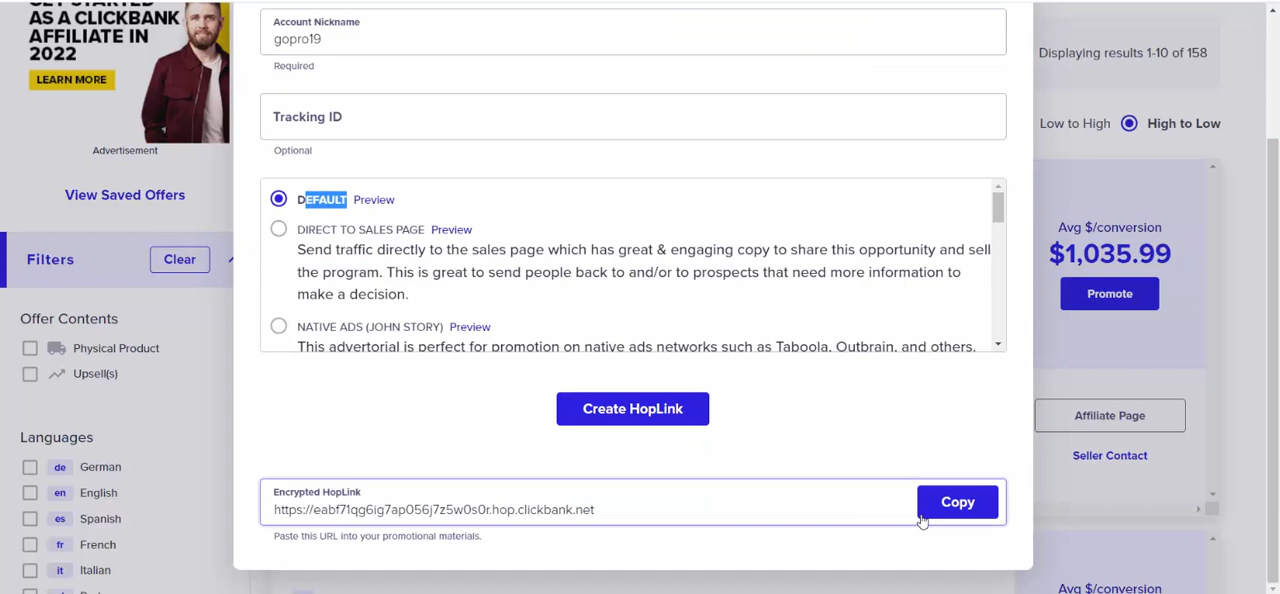 GET STARTED
AS A CLICKBANK
AFFILIATE IN
2022
LEARN MORE
Advertisement
View Saved Offers
Filters
Clear
Offer Contents
Physical Product
Upsell(s)
Languages
de German
en English
es Spanish
fr French
it Italian
Account Nickname
gopro19
Required
Tracking ID
Optional
DEFAULT Preview
DIRECT TO SALES PAGE Preview
Send traffic directly to the sales page which has great & engaging copy to share this opportunity and sell
the program. This is great to send people back to and/or to prospects that need more information to
make a decision.
NATIVE ADS (JOHN STORY) Preview
This advertorial is perfect for promotion on native ads networks such as Taboola, Outbrain, and others.
Create HopLink
Encrypted HopLink
https://eabf71qg6ig7ap056j7z5w0s0r.hop.clickbank.net
Copy
Paste this URL into your promotional materials.
Displaying results 1-10 of 158
Low to High High to Low
Avg $/conversion
$1,035.99
Promote
Affiliate Page
Seller Contact
Avg $/conversion